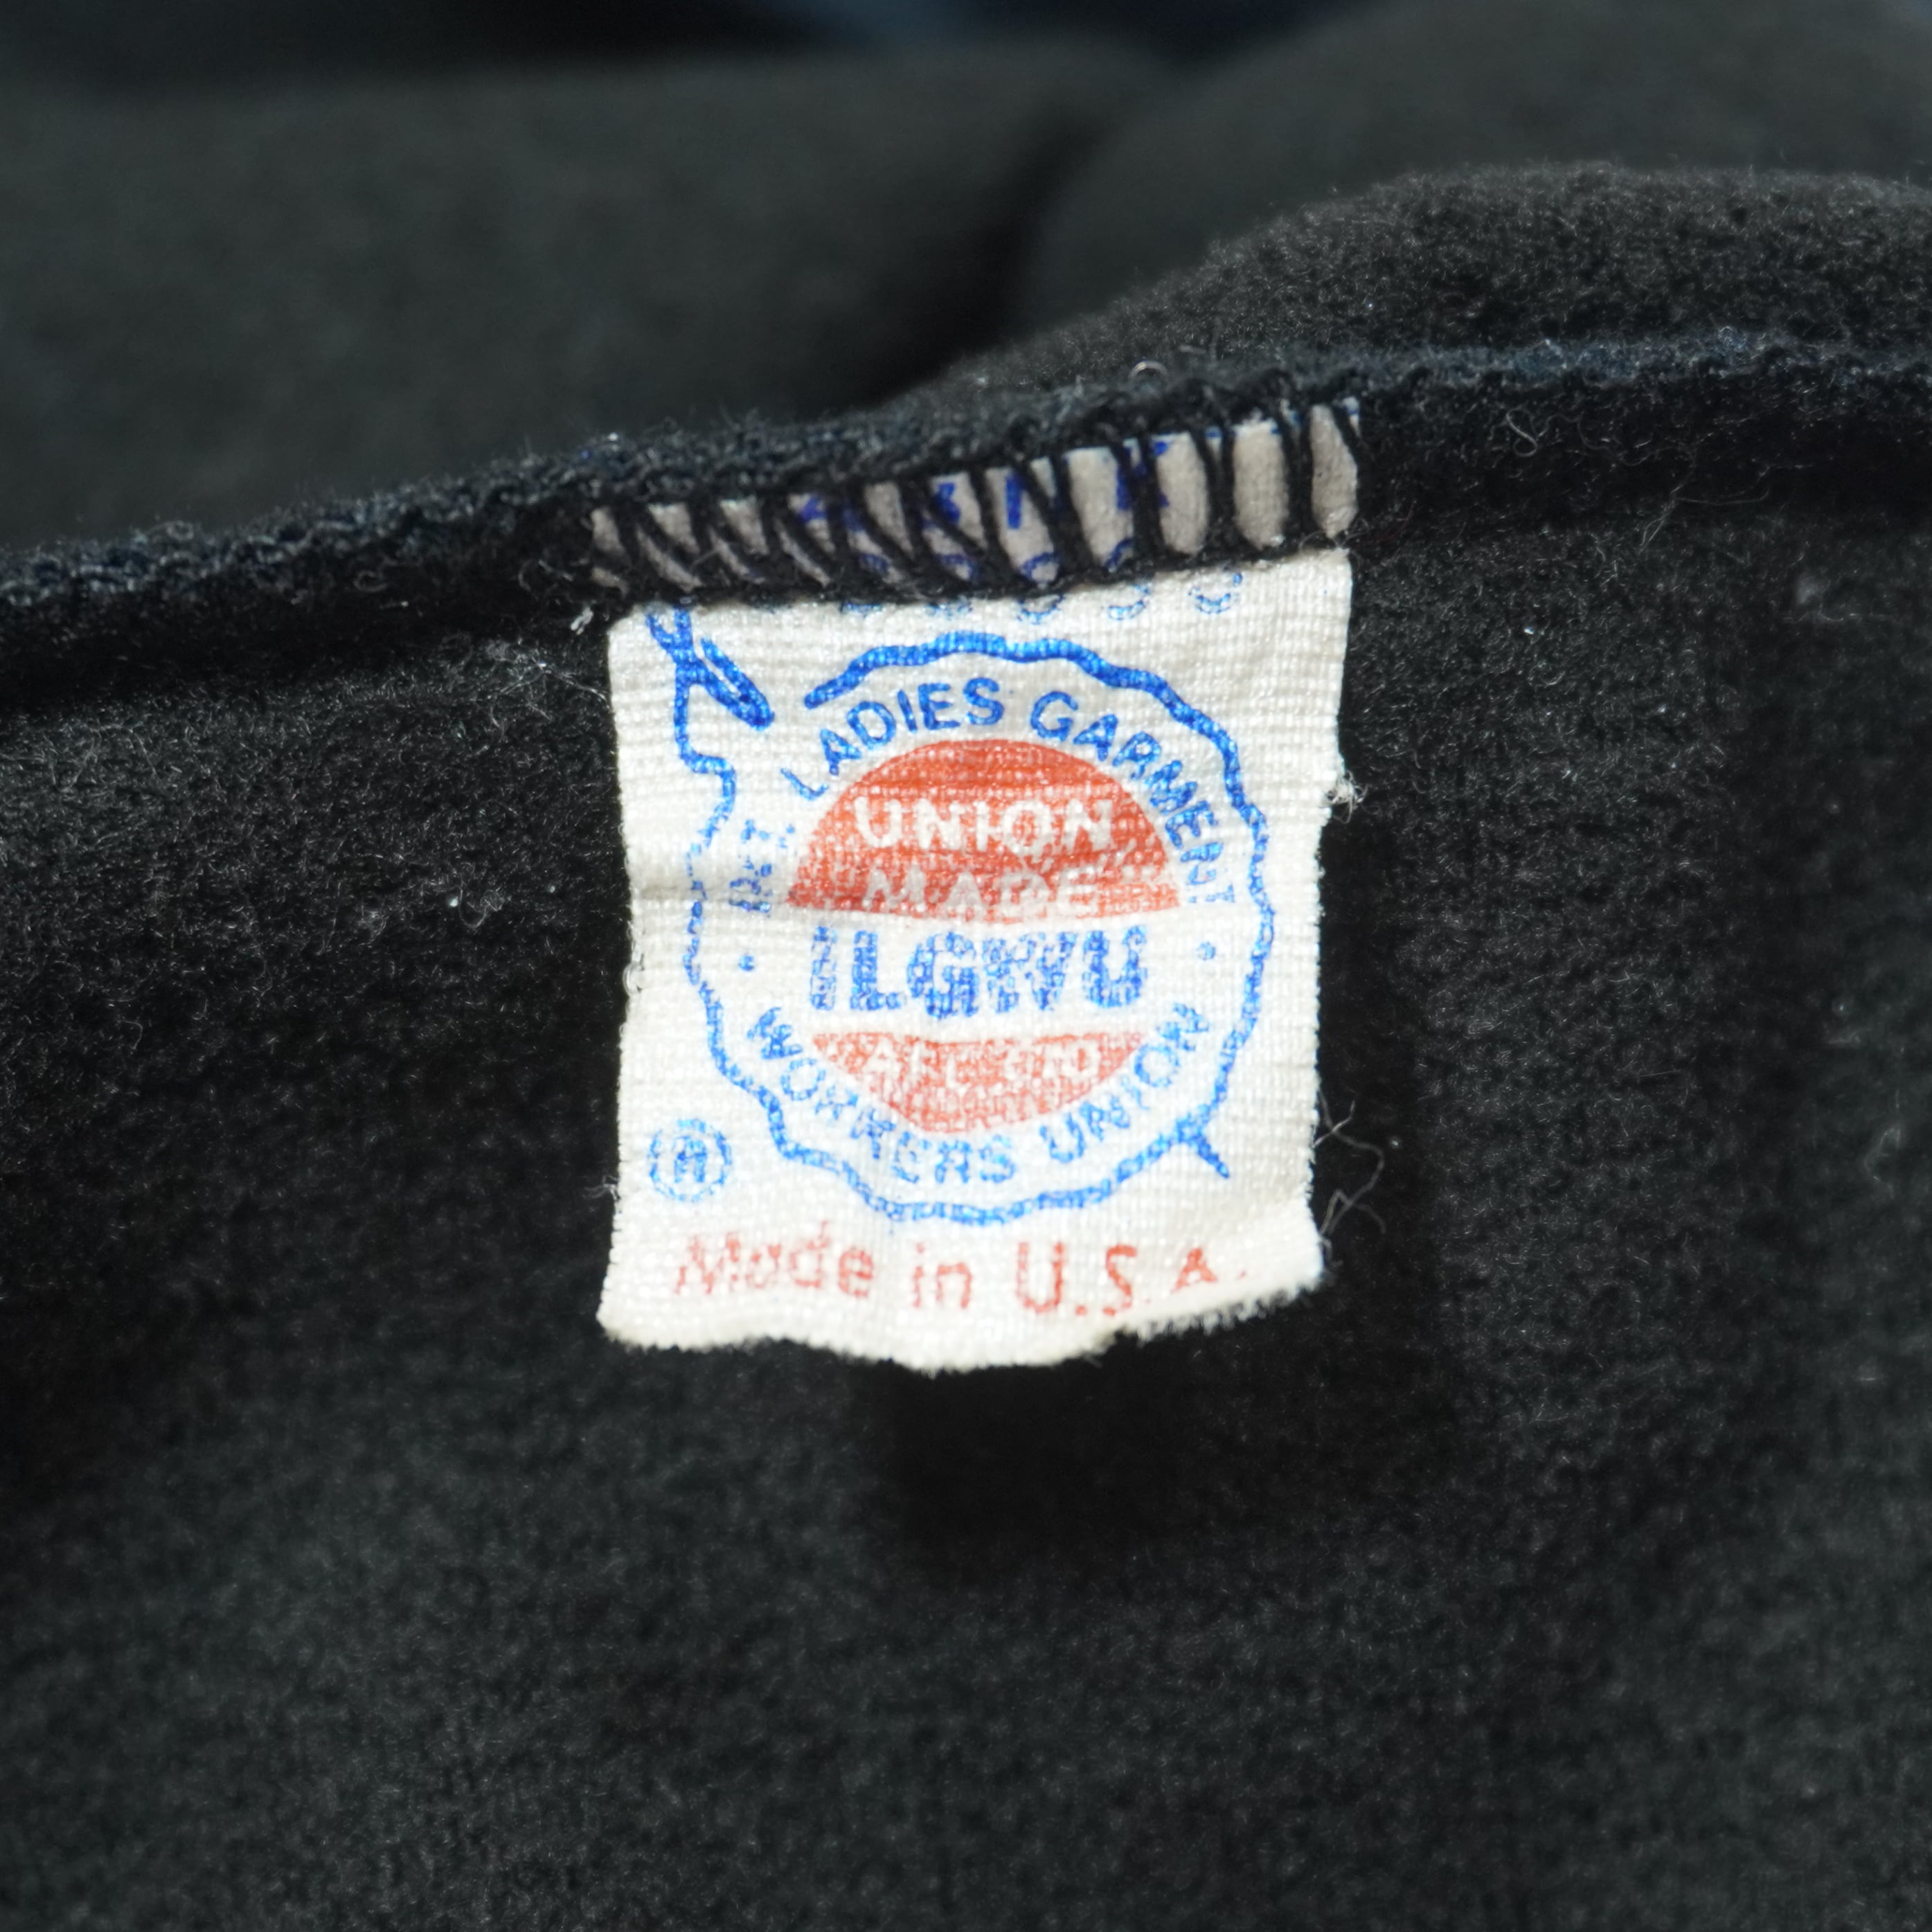 INT. LADIES GARMENT
UNION
MADE
ILGWU
AFL-CIO
WORKERS UNION
®
Made in U.S.A.